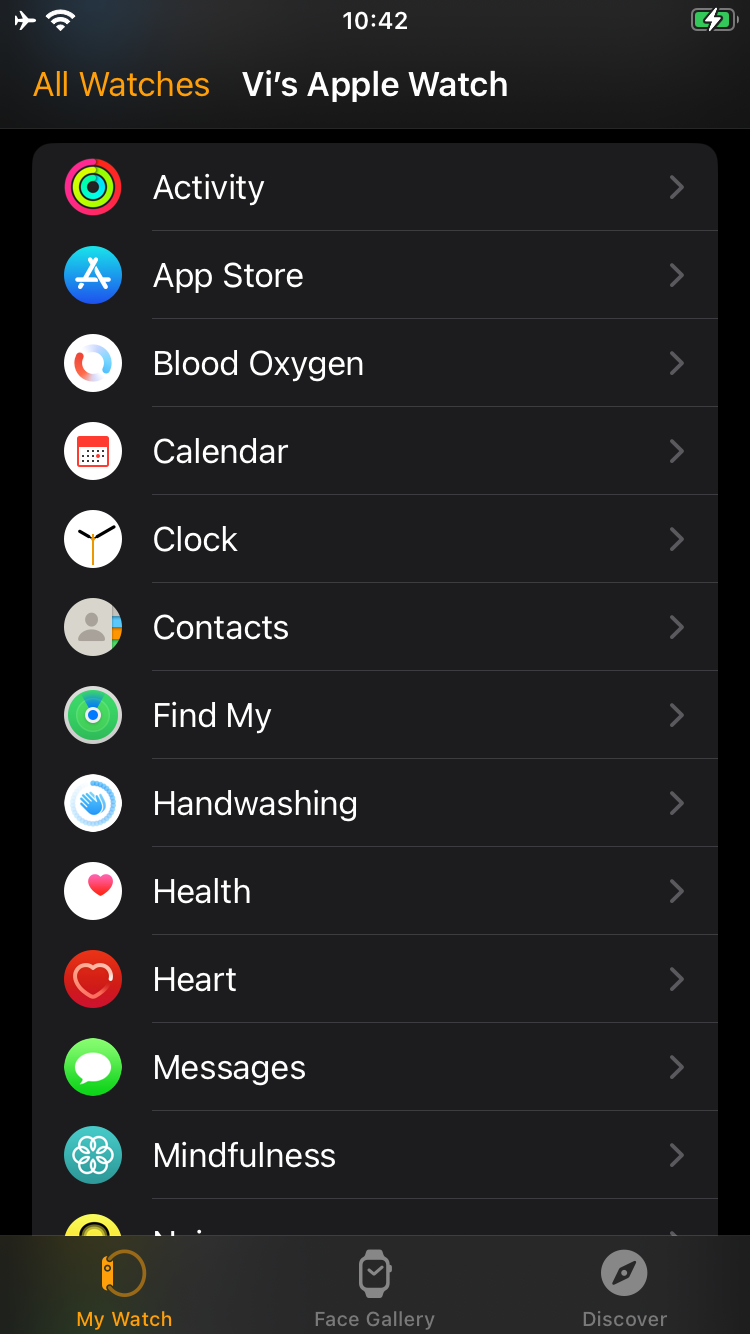 10:42
All Watches Vi's Apple Watch
Activity
App Store
Blood Oxygen
Calendar
Clock
Contacts
Find My
Handwashing
Health
Heart
Messages
Mindfulness
My Watch Face Gallery Discover